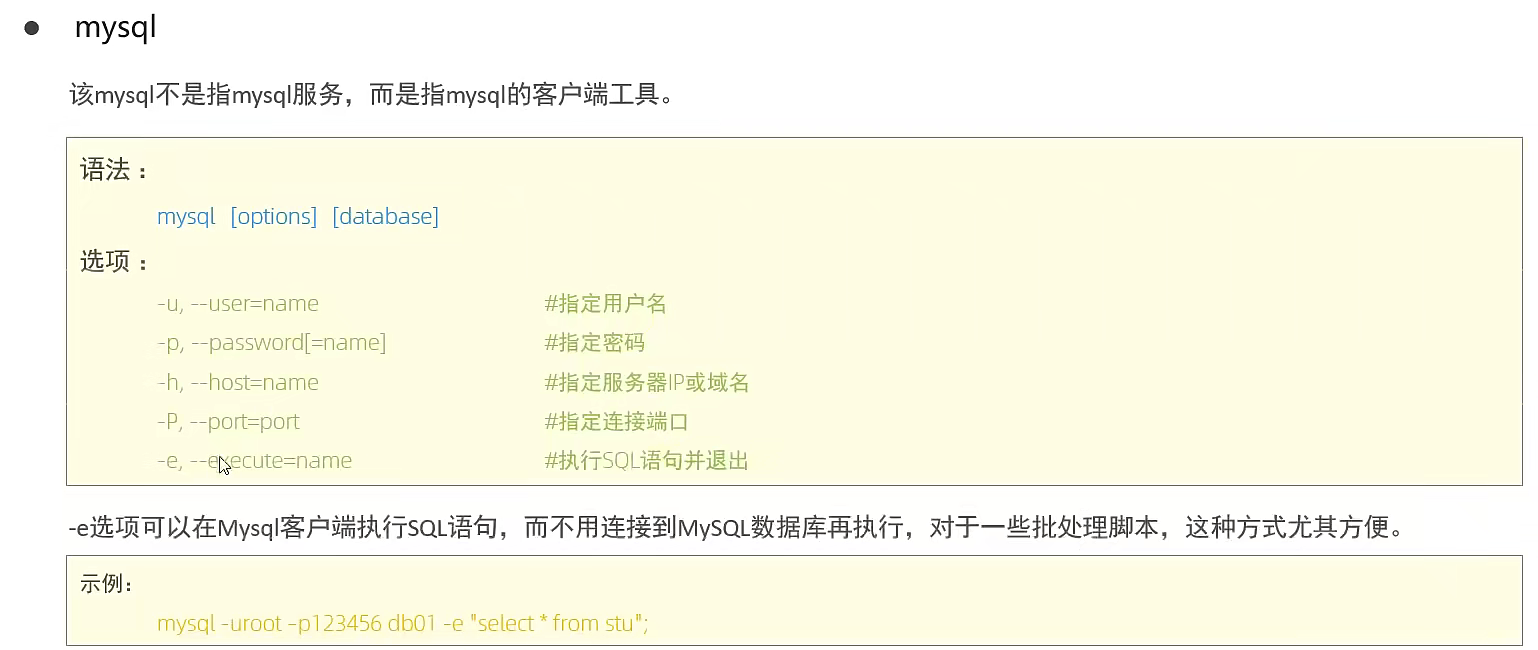 ● mysql
该mysql不是指mysql服务，而是指mysql的客户端工具。
语法：
mysql [options] [database]
选项：
-u, --user=name #指定用户名
-p, --password[=name] #指定密码
-h, --host=name #指定服务器IP或域名
-P, --port=port #指定连接端口
-e, --execute=name #执行SQL语句并退出
-e选项可以在Mysql客户端执行SQL语句，而不用连接到MySQL数据库再执行，对于一些批处理脚本，这种方式尤其方便。
示例：
mysql -uroot –p123456 db01 -e "select * from stu";